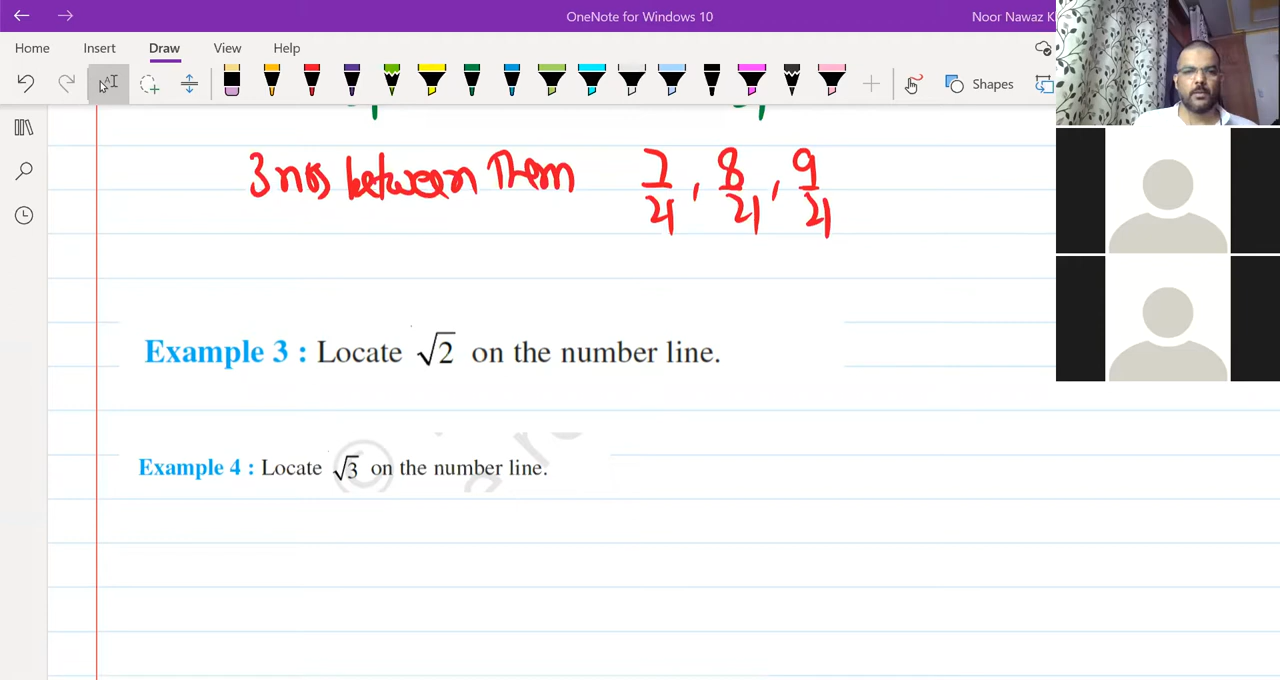 OneNote for Windows 10
Noor Nawaz K
Home Insert Draw View Help
Shapes
3 nos between them 7/21, 8/21, 9/21
Example 3 : Locate √2 on the number line.
Example 4 : Locate √3 on the number line.